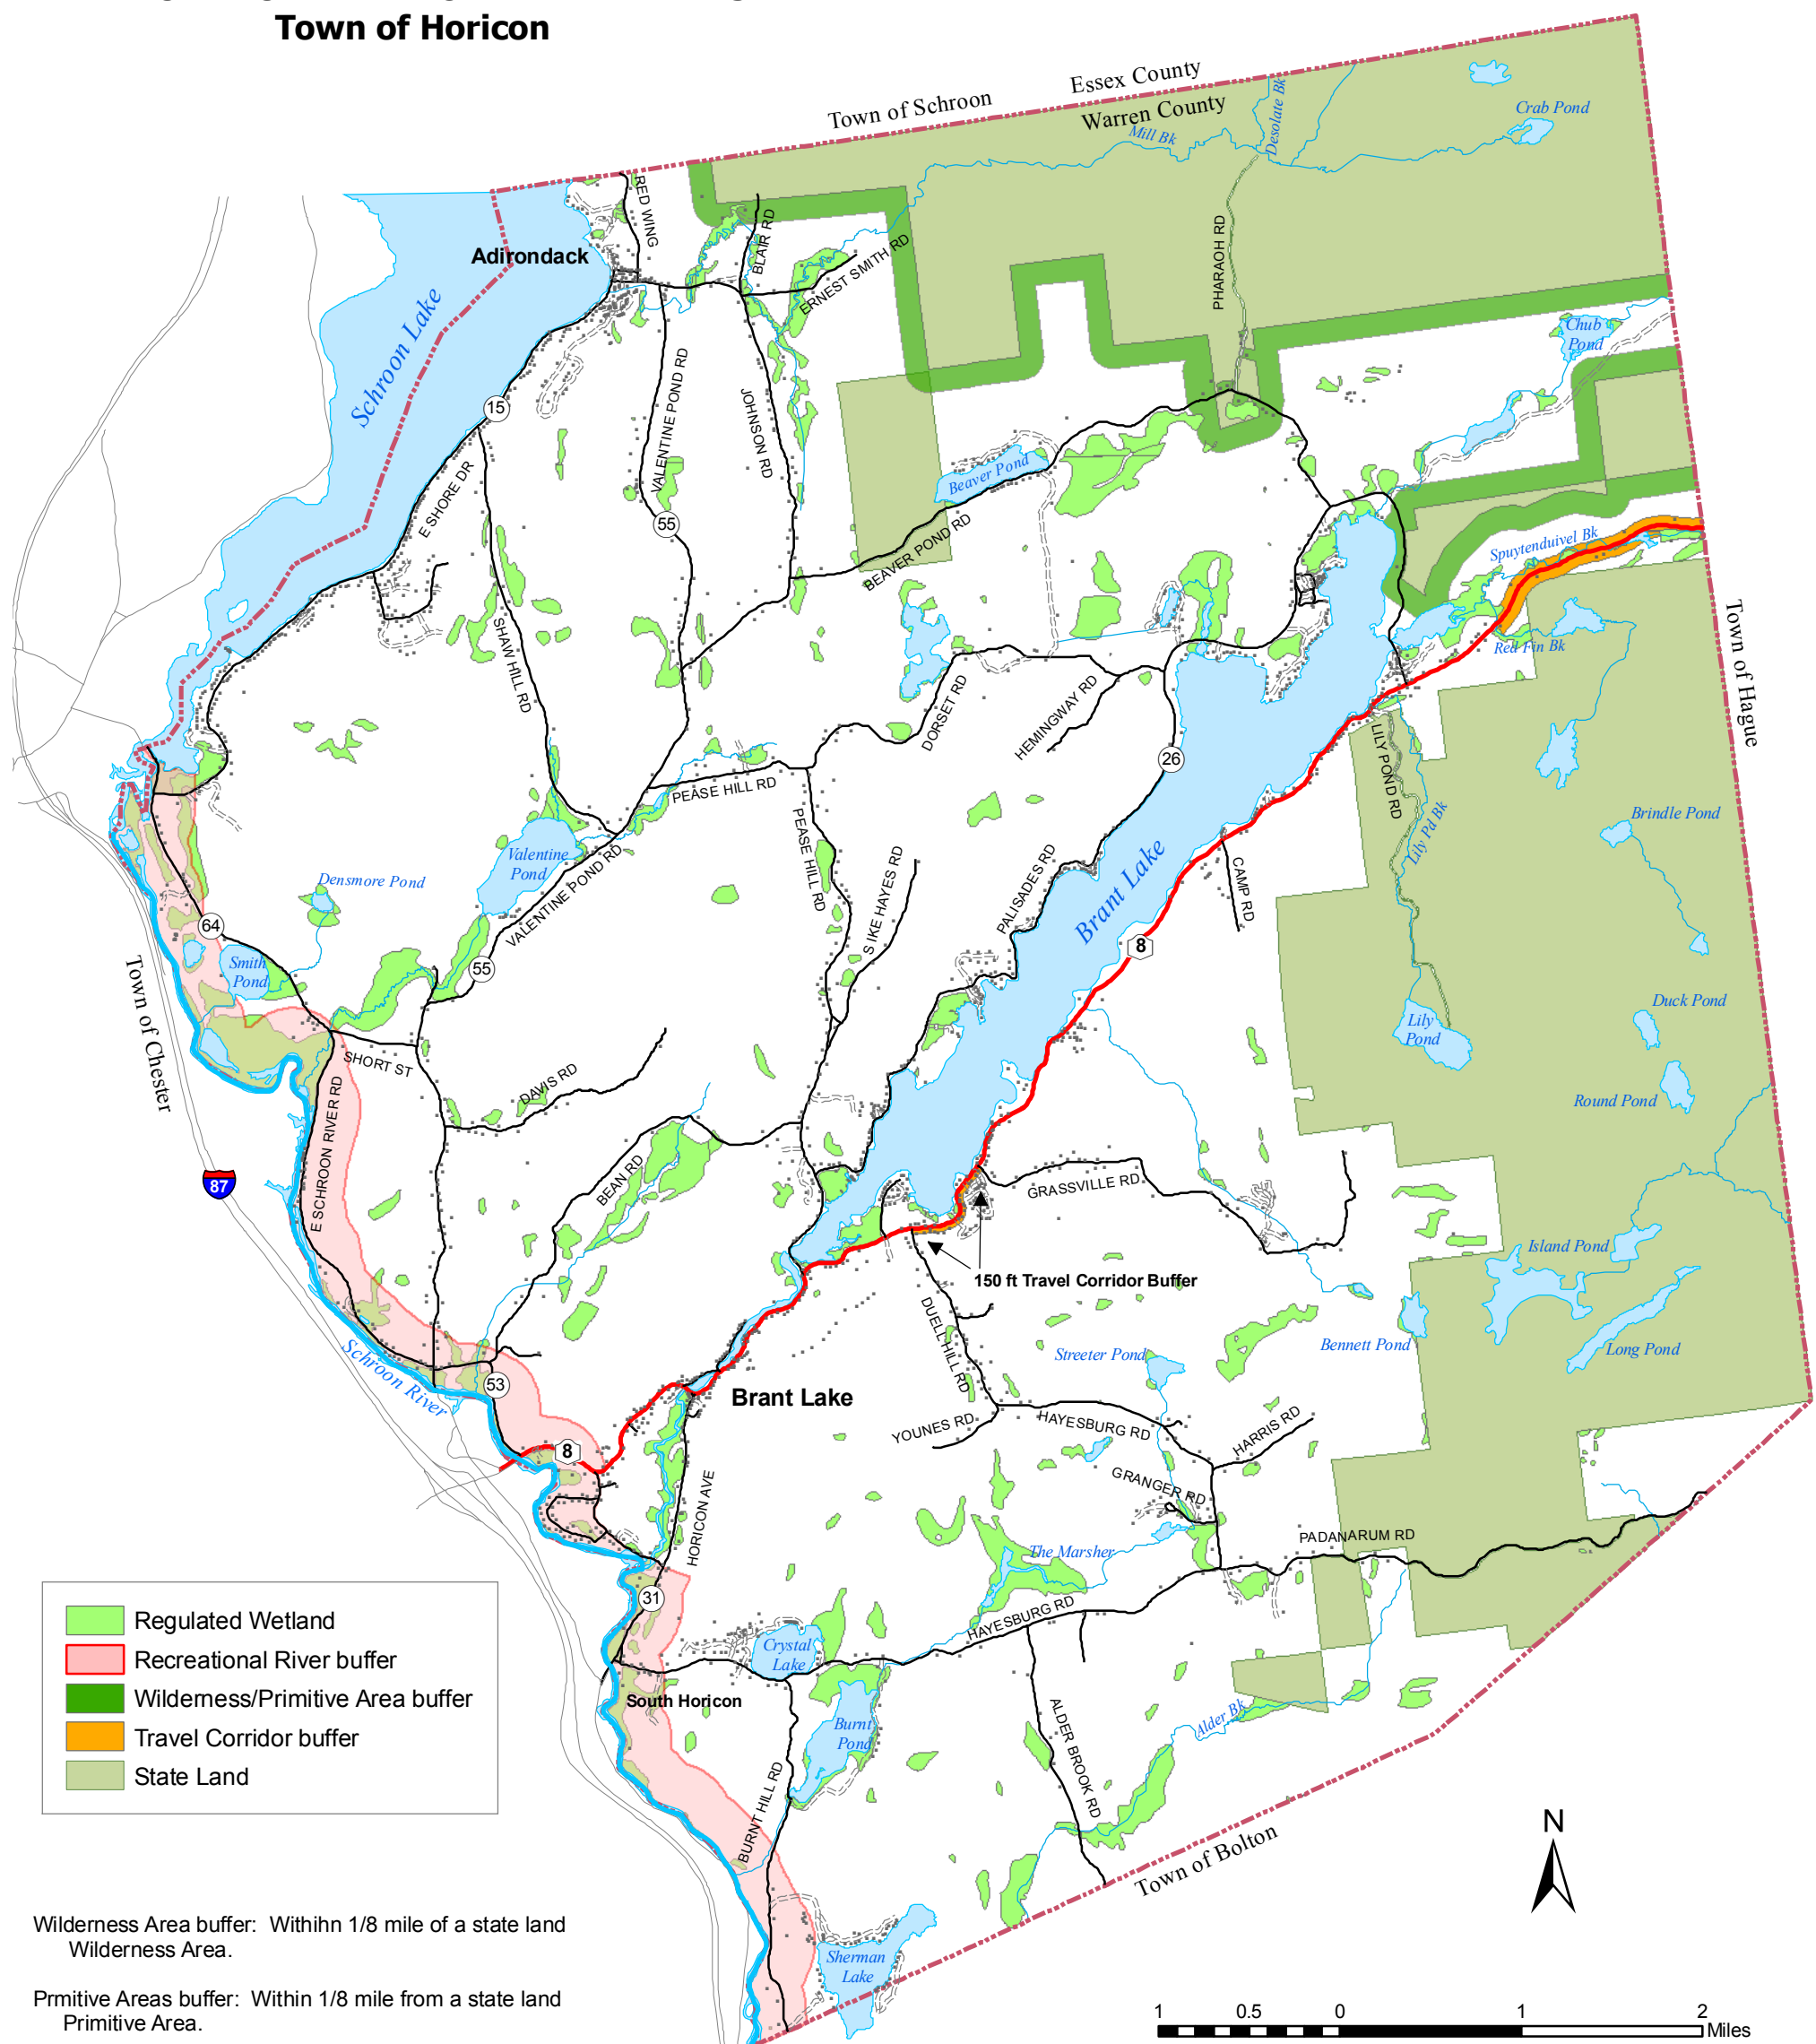 Town of Horicon
Essex County
Town of Schroon
Warren County
Desolate Bk
Mill Bk
Crab Pond
RED WING
BLAIR RD
Adirondack
ERNEST SMITH RD
PHARAOH RD
Schroon Lake
Chub
Pond
15
VALENTINE POND RD
JOHNSON RD
E SHORE DR
Beaver Pond
55
BEAVER POND RD
Spuytenduivel Bk
Red Fin Bk
Town of Hague
SHAW HILL RD
DORSET RD
HEMINGWAY RD
26
LILY POND RD
PEASE HILL RD
PEASE HILL RD
Lily Pd Bk
Brindle Pond
Valentine
Pond
VALENTINE POND RD
Densmore Pond
S IKE HAYES RD
PALISADES RD
Brant Lake
CAMP RD
8
64
Smith
Pond
55
Town of Chester
Duck Pond
Lily
Pond
SHORT ST
DAVIS RD
E SCHROON RIVER RD
Round Pond
87
BEAN RD
GRASSVILLE RD
Island Pond
150 ft Travel Corridor Buffer
DUELL HILL RD
Streeter Pond
Bennett Pond
Long Pond
Schroon River
53
Brant Lake
YOUNES RD
HAYESBURG RD
HARRIS RD
8
GRANGER RD
HORICON AVE
PADANARUM RD
The Marsher
31
HAYESBURG RD
Crystal
Lake
South Horicon
Burnt
Pond
ALDER BROOK RD
Alder Bk
BURNT HILL RD
Town of Bolton
Sherman
Lake
Regulated Wetland
Recreational River buffer
Wilderness/Primitive Area buffer
Travel Corridor buffer
State Land
Wilderness Area buffer:  Withihn 1/8 mile of a state land
Wilderness Area.
Prmitive Areas buffer:  Within 1/8 mile from a state land
Primitive Area.
N
1 0.5 0 1 2
Miles